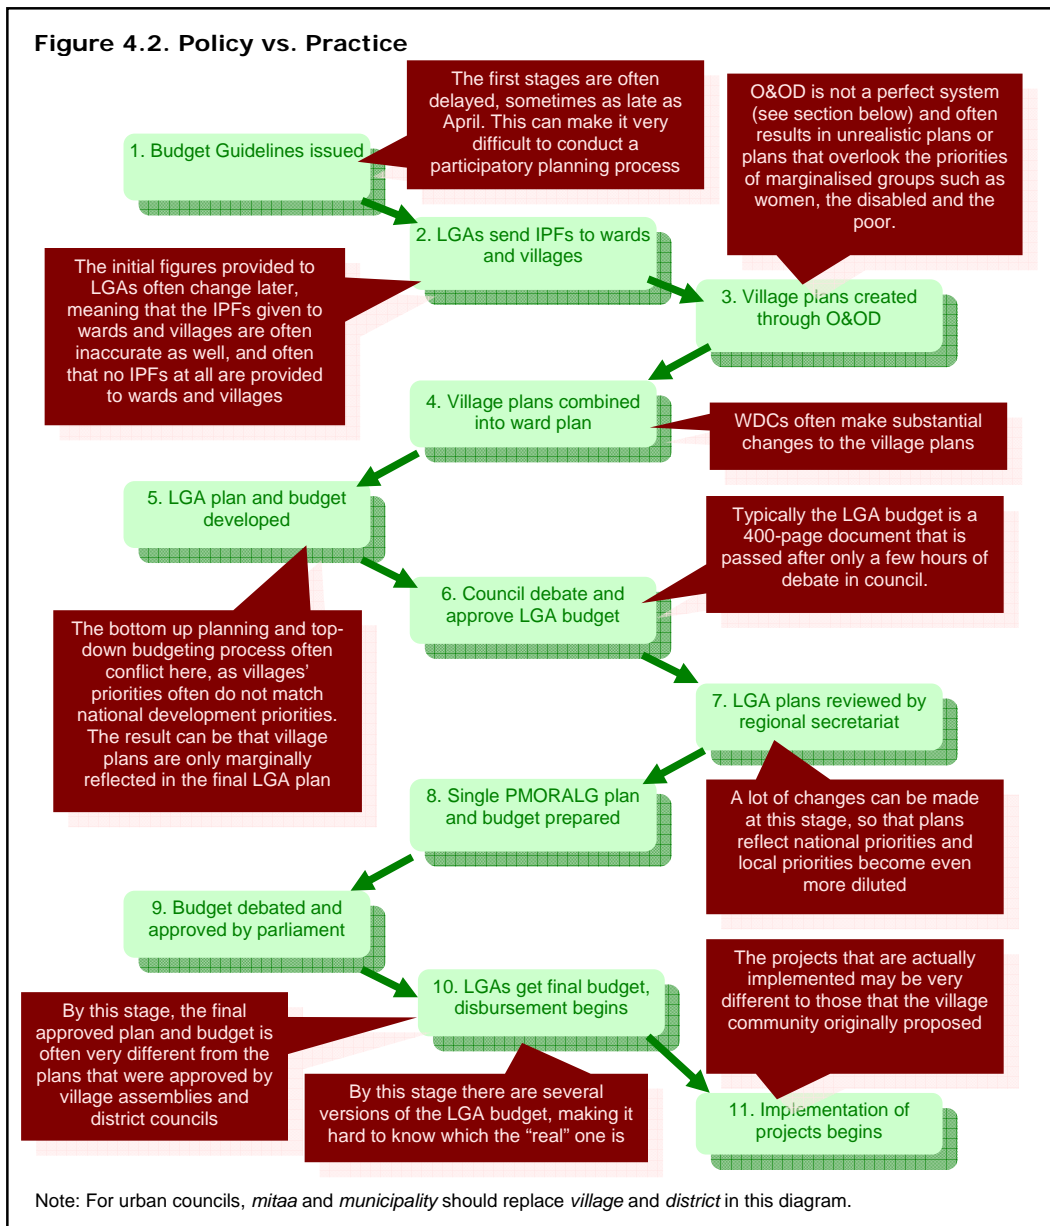 Figure 4.2. Policy vs. Practice
The first stages are often
delayed, sometimes as late as
April. This can make it very
difficult to conduct a
participatory planning process
O&OD is not a perfect system
(see section below) and often
results in unrealistic plans or
plans that overlook the priorities
of marginalised groups such as
women, the disabled and the
poor.
1. Budget Guidelines issued
2. LGAs send IPFs to wards
and villages
The initial figures provided to
LGAs often change later,
meaning that the IPFs given to
wards and villages are often
inaccurate as well, and often
that no IPFs at all are provided
to wards and villages
3. Village plans created
through O&OD
4. Village plans combined
into ward plan
WDCs often make substantial
changes to the village plans
5. LGA plan and budget
developed
Typically the LGA budget is a
400-page document that is
passed after only a few hours of
debate in council.
6. Council debate and
approve LGA budget
The bottom up planning and top-
down budgeting process often
conflict here, as villages’
priorities often do not match
national development priorities.
The result can be that village
plans are only marginally
reflected in the final LGA plan
7. LGA plans reviewed by
regional secretariat
8. Single PMORALG plan
and budget prepared
A lot of changes can be made
at this stage, so that plans
reflect national priorities and
local priorities become even
more diluted
9. Budget debated and
approved by parliament
The projects that are actually
implemented may be very
different to those that the village
community originally proposed
10. LGAs get final budget,
disbursement begins
By this stage, the final
approved plan and budget is
often very different from the
plans that were approved by
village assemblies and
district councils
By this stage there are several
versions of the LGA budget, making it
hard to know which the “real” one is
11. Implementation of
projects begins
Note: For urban councils, mitaa and municipality should replace village and district in this diagram.